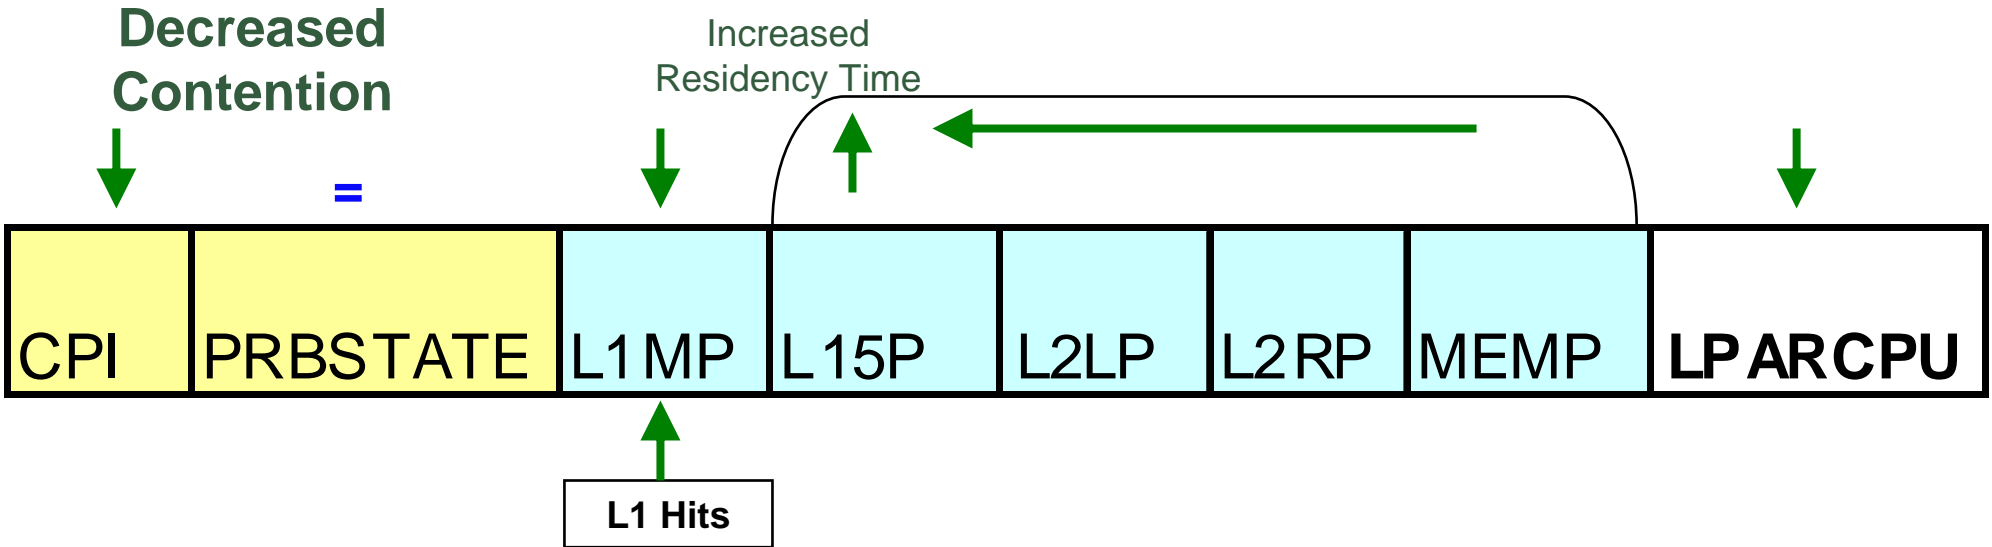 Decreased
Contention
Increased
Residency Time
=
CPI PRBSTATE L1MP L15P L2LP L2RP MEMP LPARCPU
L1 Hits